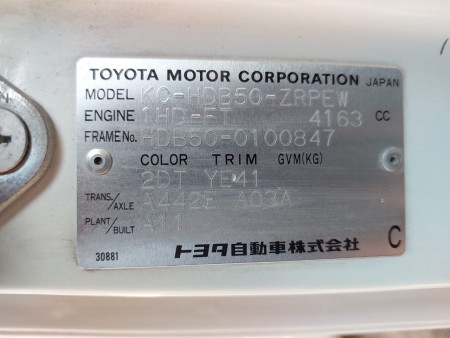 TOYOTA MOTOR CORPORATION JAPAN
MODEL KC-HDB50-ZRPEW
ENGINE 1HD-FT 4163 CC
FRAME No. HDB50-0100847
COLOR TRIM GVM(KG)
2DT YE41
TRANS/AXLE A442F A03A
PLANT/BUILT A11
トヨタ自動車株式会社 C
30881